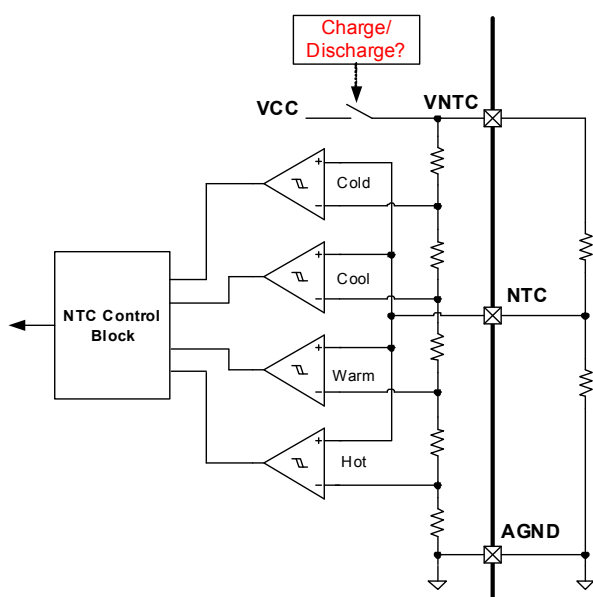 Charge/
Discharge?
VCC
VNTC
+
Cold
−
+
Cool
−
NTC Control
Block
NTC
+
Warm
−
+
Hot
−
AGND